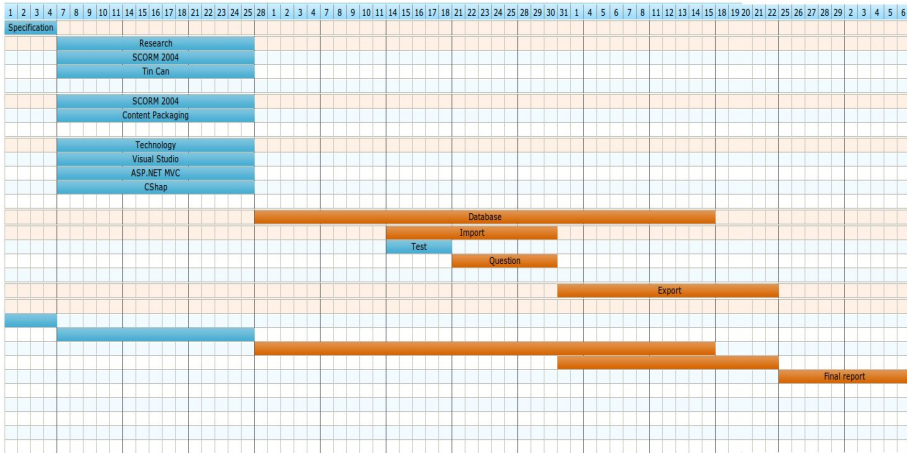 1 2 3 4 7 8 9 10 11 14 15 16 17 18 21 22 23 24 25 28 1 2 3 4 7 8 9 10 11 14 15 16 17 18 21 22 23 24 25 28 29 30 31 1 4 5 6 7 8 11 12 13 14 15 18 19 20 21 22 25 26 27 28 29 2 3 4 5 6
Specification
Research
SCORM 2004
Tin Can
SCORM 2004
Content Packaging
Technology
Visual Studio
ASP.NET MVC
CShap
Database
Import
Test
Question
Export
Final report